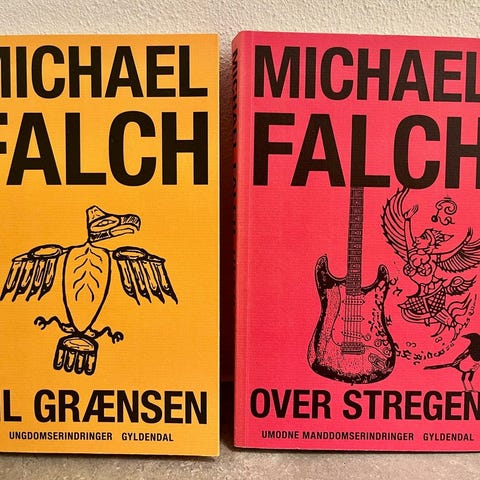 MICHAEL
FALCH
IL GRÆNSEN
UNGDOMSERINDRINGER GYLDENDAL
MICHAEL
FALCH
OVER STREGEN
UMODNE MANDDOMSERINDRINGER GYLDENDAL